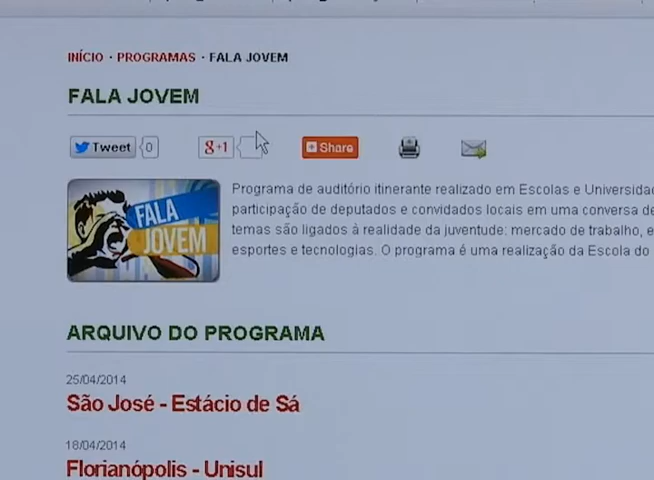 INÍCIO · PROGRAMAS · FALA JOVEM
FALA JOVEM
Tweet 0
g+1
Share
FALA
JOVEM
Programa de auditório itinerante realizado em Escolas e
participação de deputados e convidados locais em uma conversa
temas são ligados à realidade da juventude: mercado de trabalho,
esportes e tecnologias. O programa é uma realização da Escola do
ARQUIVO DO PROGRAMA
25/04/2014
São José - Estácio de Sá
18/04/2014
Florianópolis - Unisul